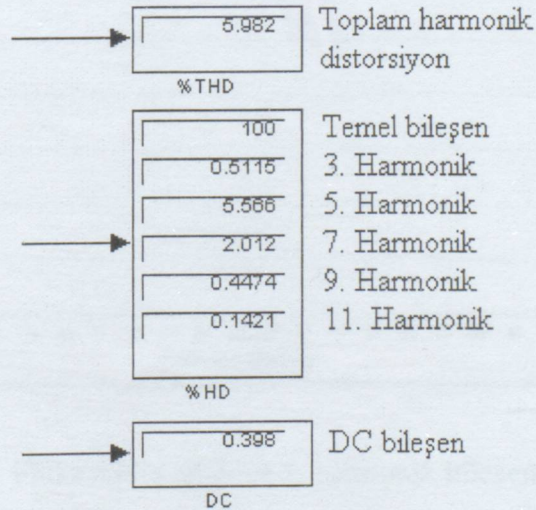 5.982 Toplam harmonik
distorsiyon
%THD
100 Temel bileşen
0.5115 3. Harmonik
5.566 5. Harmonik
2.012 7. Harmonik
0.4474 9. Harmonik
0.1421 11. Harmonik
%HD
0.398 DC bileşen
DC